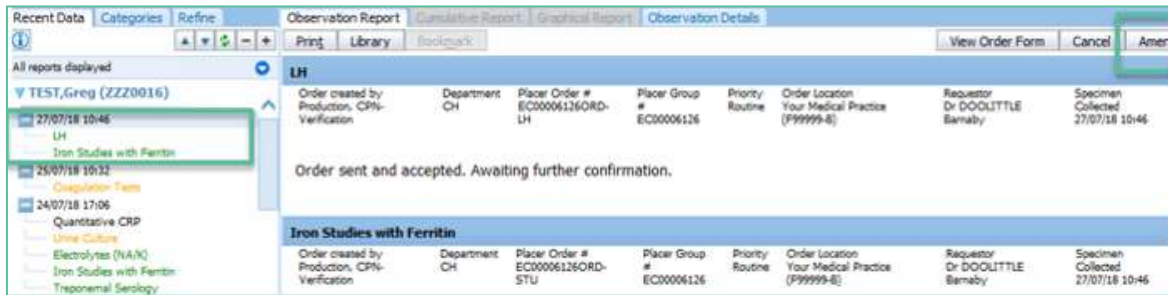 Recent Data Categories Refine
Observation Report Cumulative Report Graphical Report Observation Details
Print Library Bookmark View Order Form Cancel Amen
All reports displayed
TEST,Greg (ZZZ0016)
27/07/18 10:46
LH
Iron Studies with Ferritin
25/07/18 10:32
Coagulation Tests
24/07/18 17:06
Quantitative CRP
Urine Culture
Electrolytes (NA/K)
Iron Studies with Ferritin
Treponemal Serology
LH
Order created by Department Placer Order # Placer Group Priority Order Location Requestor Specimen
Production, CPN- CH EC00006126ORD- # Routine Your Medical Practice Dr DOOLITTLE Collected
Verification LH EC00006126 (F99999-B) Barnaby 27/07/18 10:46
Order sent and accepted. Awaiting further confirmation.
Iron Studies with Ferritin
Order created by Department Placer Order # Placer Group Priority Order Location Requestor Specimen
Production, CPN- CH EC00006126ORD- # Routine Your Medical Practice Dr DOOLITTLE Collected
Verification STU EC00006126 (F99999-B) Barnaby 27/07/18 10:46